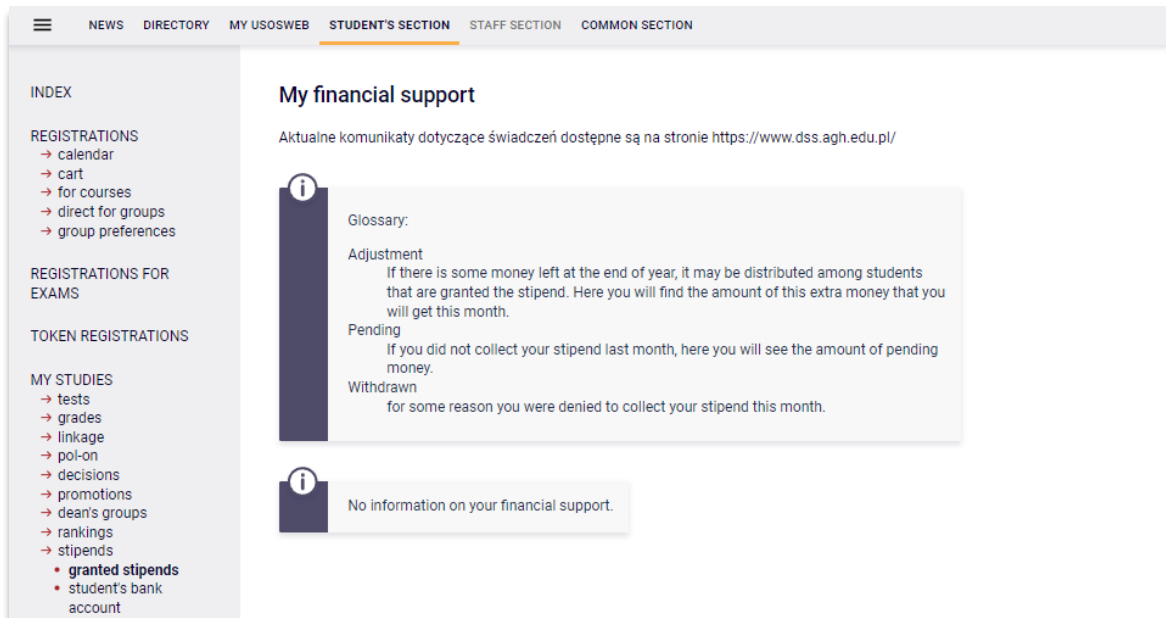 NEWS DIRECTORY MY USOSWEB STUDENT'S SECTION STAFF SECTION COMMON SECTION
INDEX
REGISTRATIONS
→ calendar
→ cart
→ for courses
→ direct for groups
→ group preferences
REGISTRATIONS FOR
EXAMS
TOKEN REGISTRATIONS
MY STUDIES
→ tests
→ grades
→ linkage
→ pol-on
→ decisions
→ promotions
→ dean's groups
→ rankings
→ stipends
• granted stipends
• student's bank
account
My financial support
Aktualne komunikaty dotyczące świadczeń dostępne są na stronie https://www.dss.agh.edu.pl/
Glossary:
Adjustment
If there is some money left at the end of year, it may be distributed among students
that are granted the stipend. Here you will find the amount of this extra money that you
will get this month.
Pending
If you did not collect your stipend last month, here you will see the amount of pending
money.
Withdrawn
for some reason you were denied to collect your stipend this month.
No information on your financial support.